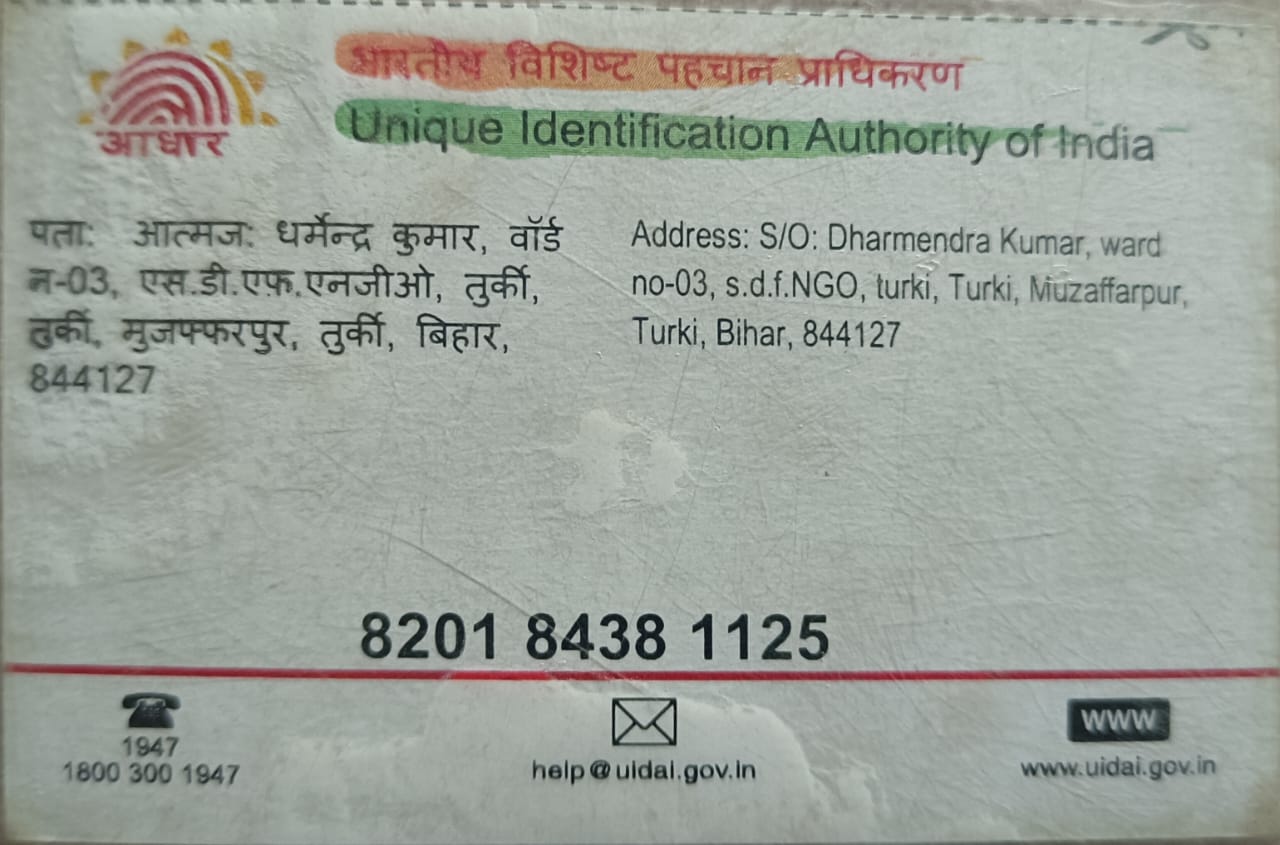 आधार
भारतीय विशिष्ट पहचान प्राधिकरण
Unique Identification Authority of India
पता: आत्मज: धर्मेन्द्र कुमार, वॉर्ड
न-03, एस.डी.एफ़.एनजीओ, तुर्की,
तुर्की, मुजफ्फरपुर, तुर्की, बिहार,
844127
Address: S/O: Dharmendra Kumar, ward
no-03, s.d.f.NGO, turki, Turki, Muzaffarpur,
Turki, Bihar, 844127
8201 8438 1125
1947
1800 300 1947
help@uidai.gov.in
www
www.uidai.gov.in